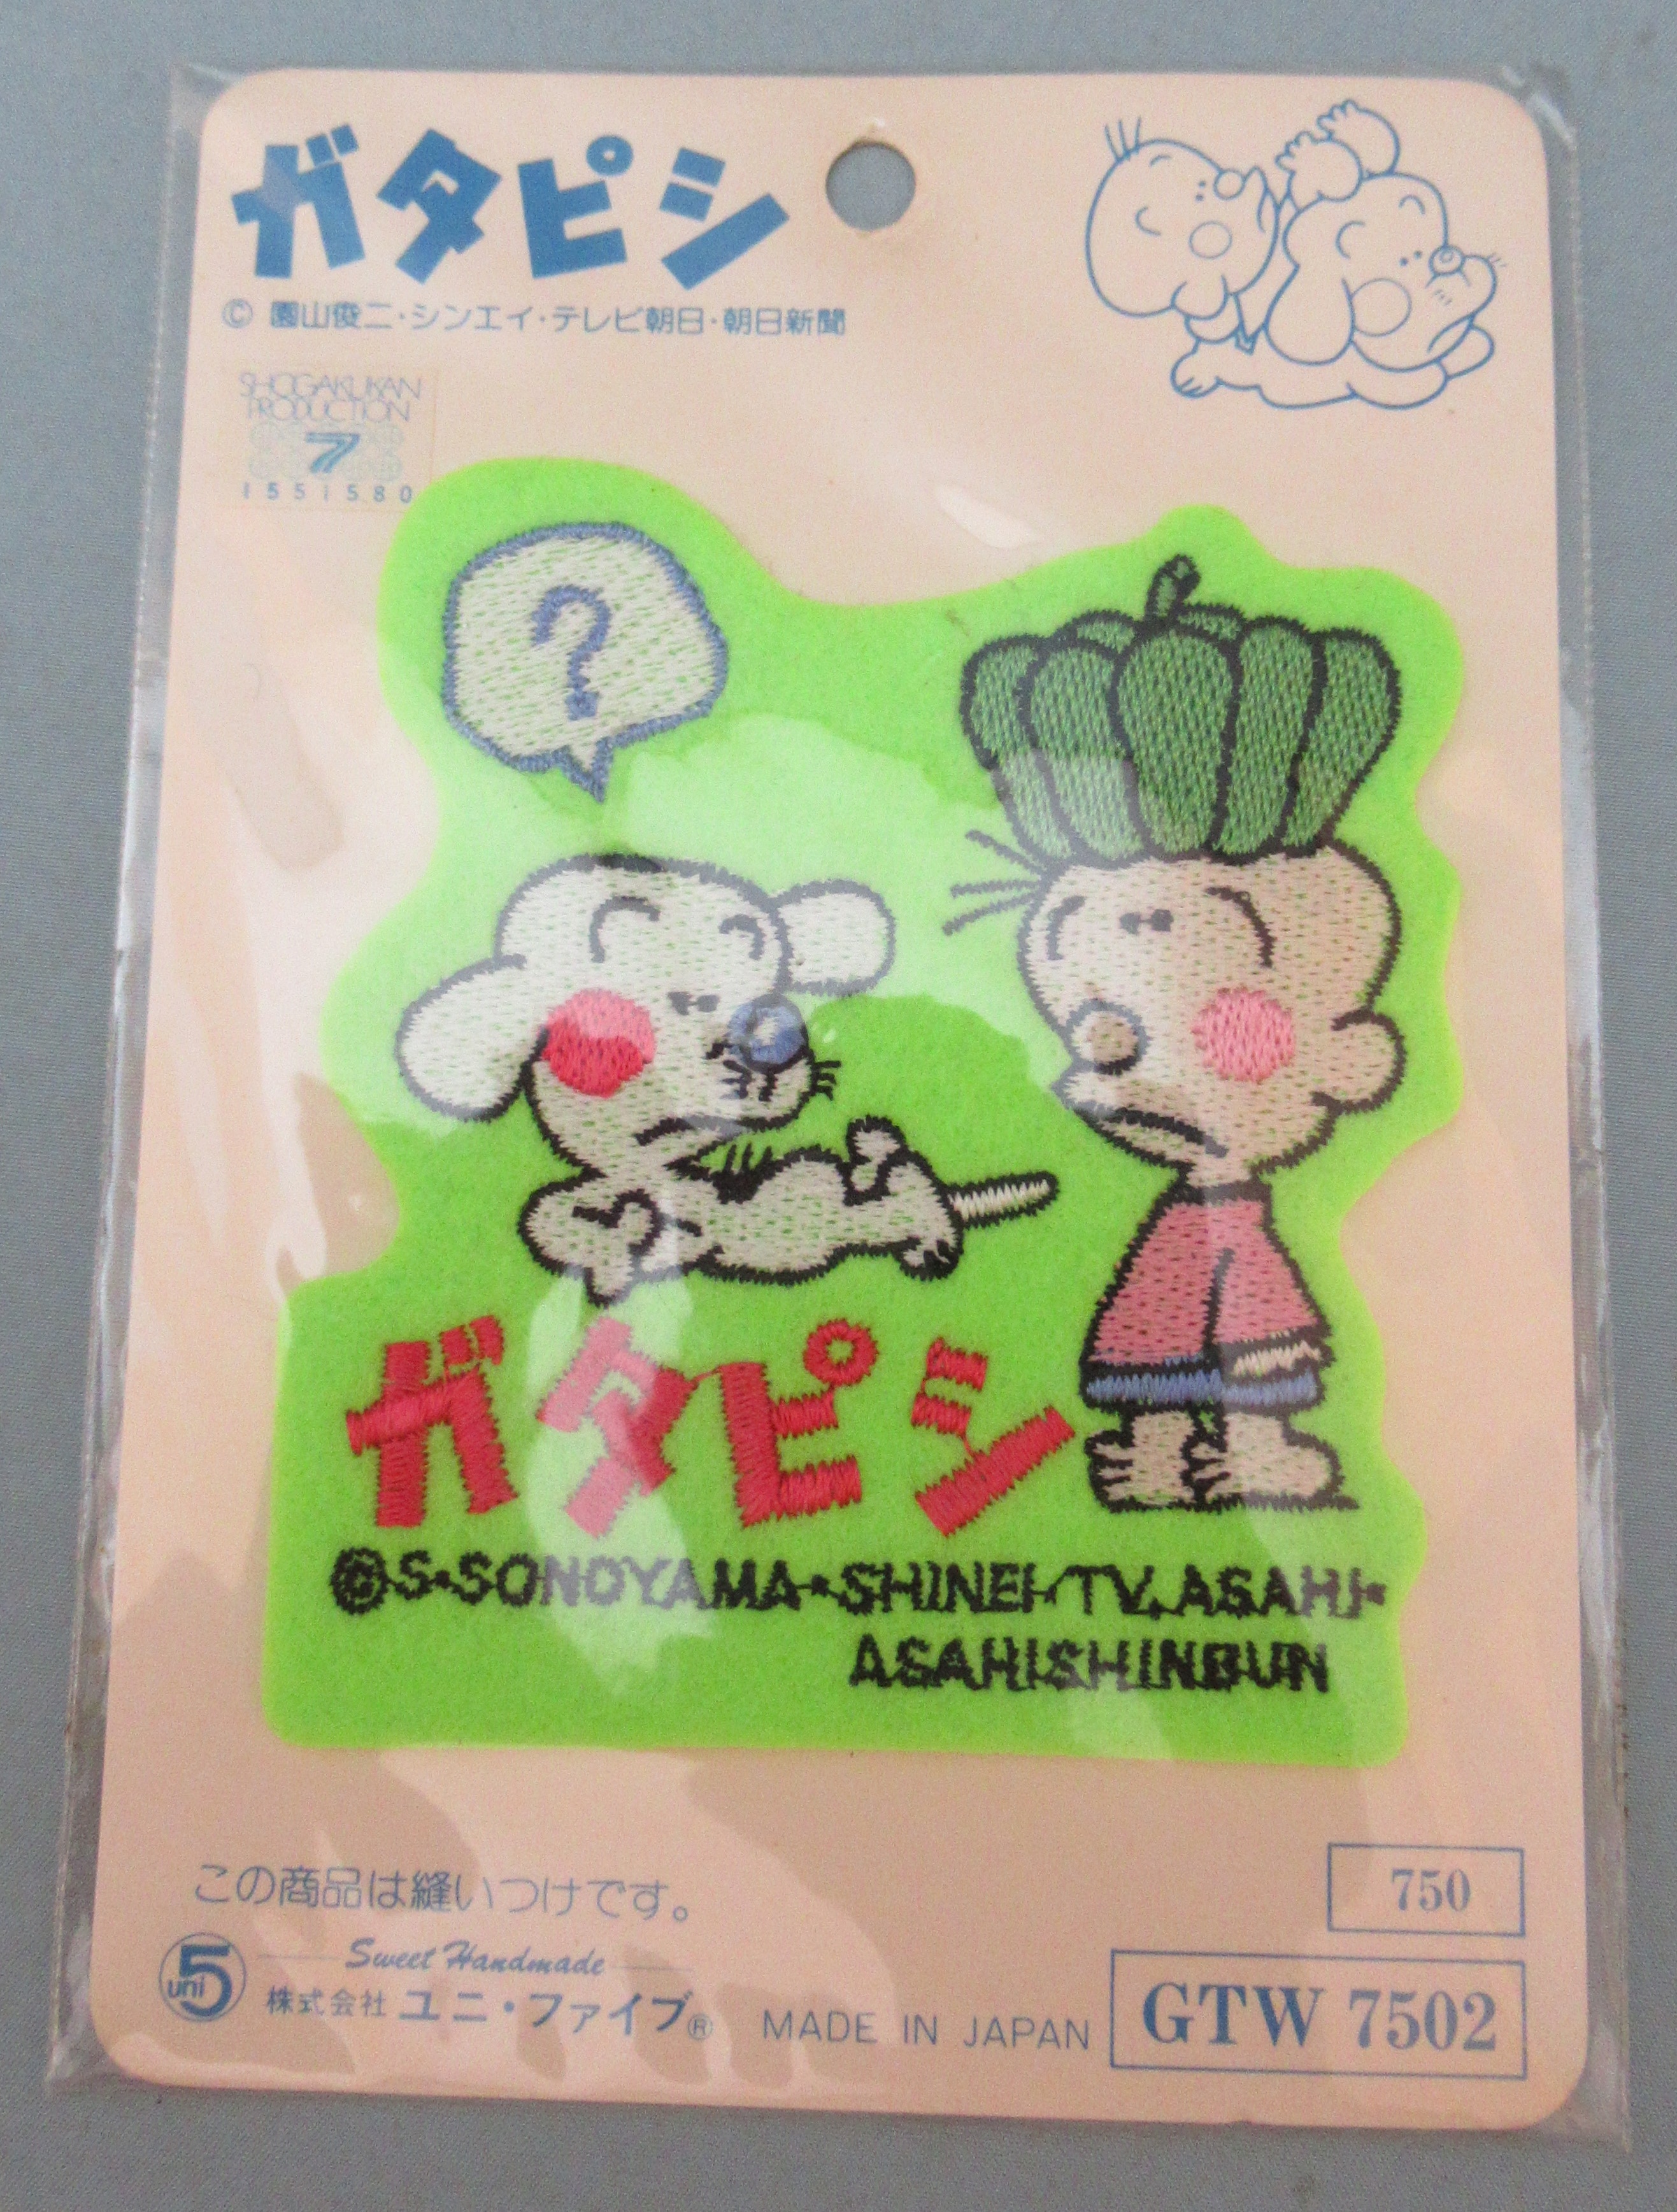 ガタピシ
© 園山俊二・シンエイ・テレビ朝日・朝日新聞
SHOGAKUKAN
PRODUCTION
7
1551580
?
ガタピシ
©S・SONOYAMA・SHINEI・TV.ASAHI・
ASAHISHINBUN
この商品は縫いつけです。
750
uni 5
Sweet Handmade
株式会社 ユニ・ファイブ®
MADE IN JAPAN
GTW 7502